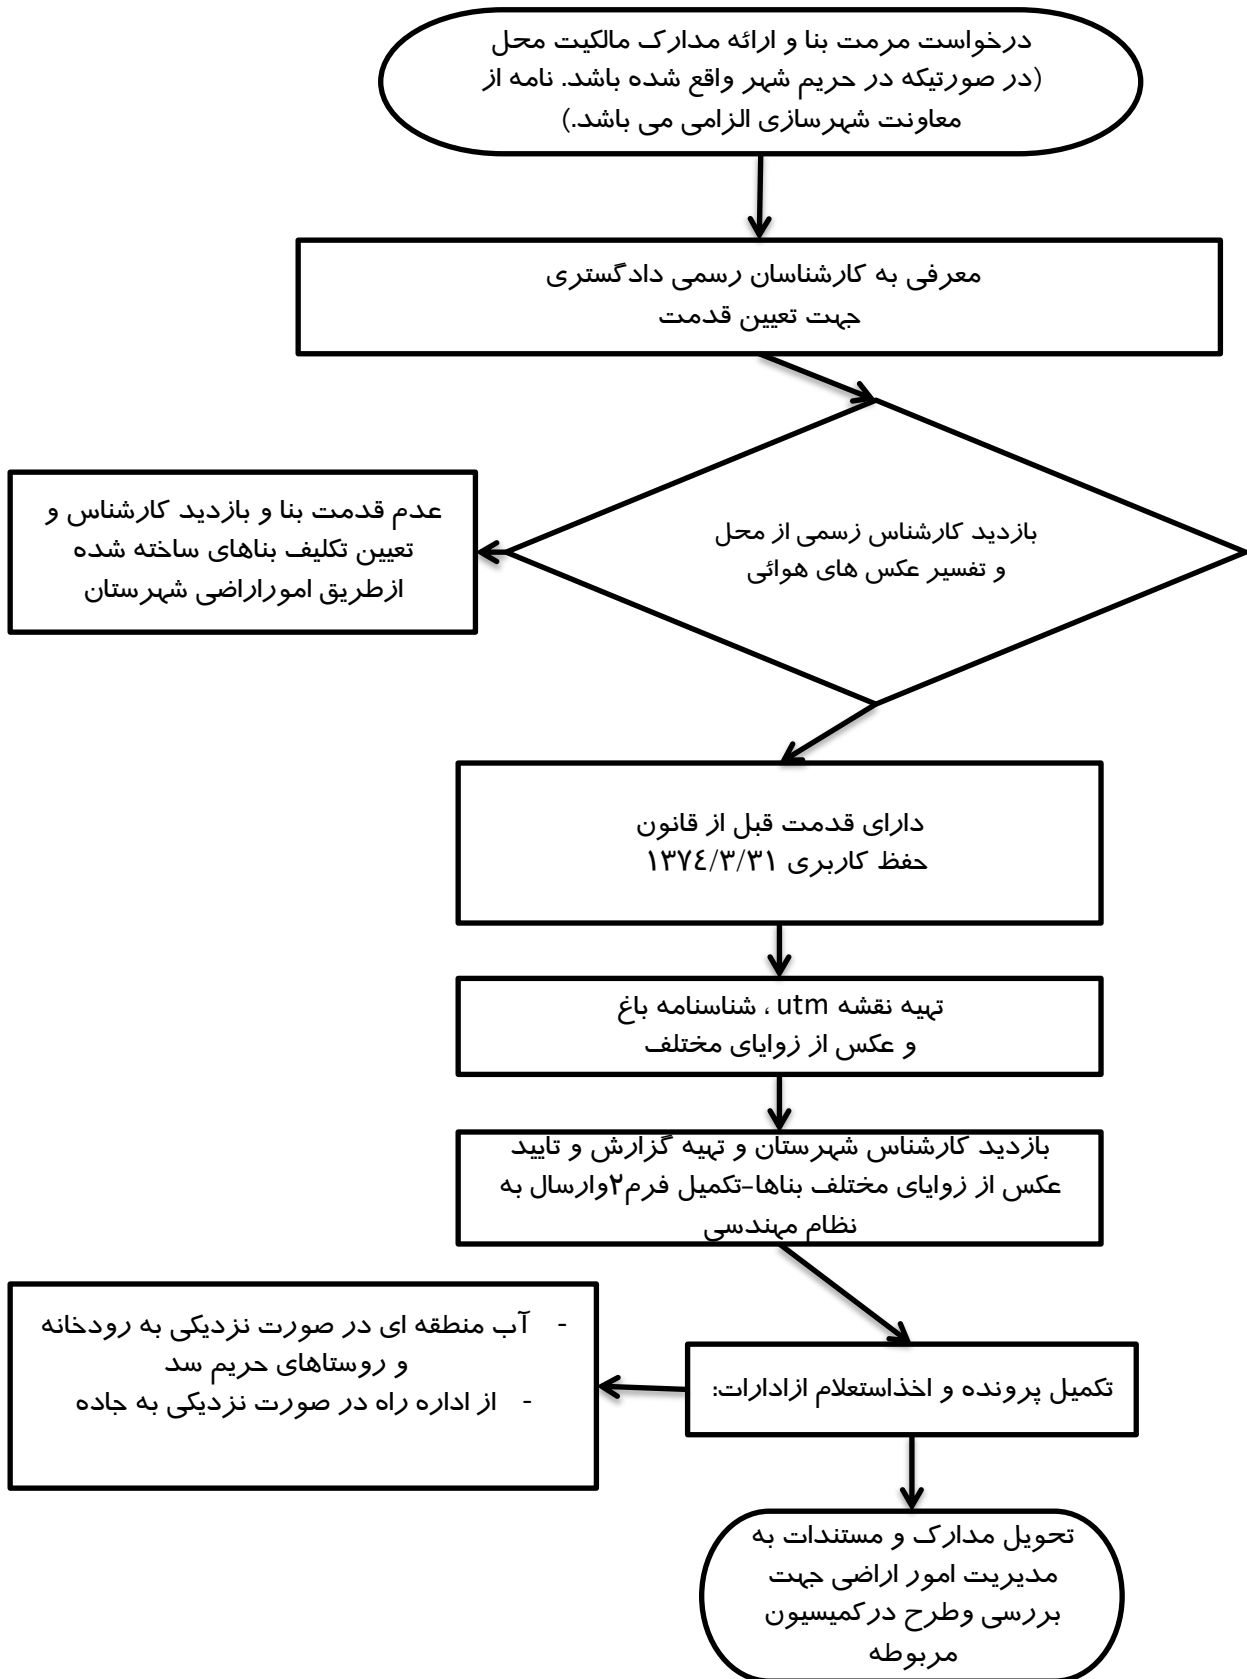 درخواست مرمت بنا و ارائه مدارک مالکیت محل
(در صورتیکه در حریم شهر واقع شده باشد. نامه از
معاونت شهرسازی الزامی می باشد.)
معرفی به کارشناسان رسمی دادگستری
جهت تعیین قدمت
بازدید کارشناس زسمی از محل
و تفسیر عکس های هوائی
عدم قدمت بنا و بازدید کارشناس و
تعیین تکلیف بناهای ساخته شده
ازطریق اموراراضی شهرستان
دارای قدمت قبل از قانون
حفظ کاربری ۱۳۷٤/۳/۳۱
تهیه نقشه utm ، شناسنامه باغ
و عکس از زوایای مختلف
بازدید کارشناس شهرستان و تهیه گزارش و تایید
عکس از زوایای مختلف بناها-تکمیل فرم۲وارسال به
نظام مهندسی
- آب منطقه ای در صورت نزدیکی به رودخانه
و روستاهای حریم سد
- از اداره راه در صورت نزدیکی به جاده
تکمیل پرونده و اخذاستعلام ازادارات:
تحویل مدارک و مستندات به
مدیریت امور اراضی جهت
بررسی وطرح درکمیسیون
مربوطه